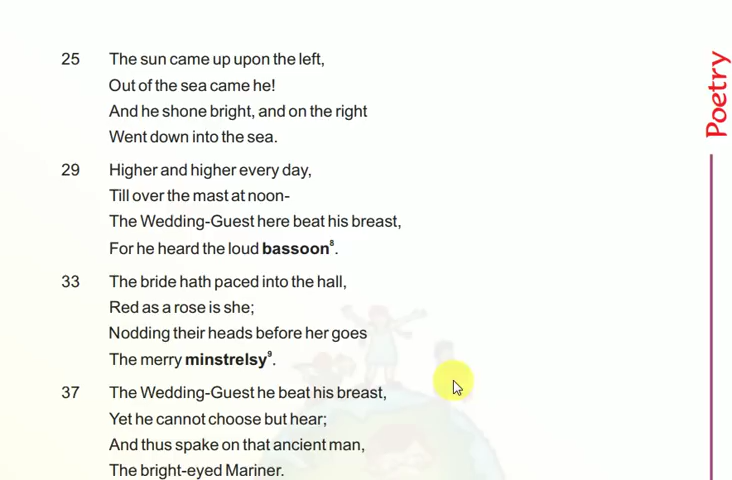 25 The sun came up upon the left,
Out of the sea came he!
And he shone bright, and on the right
Went down into the sea.
29 Higher and higher every day,
Till over the mast at noon-
The Wedding-Guest here beat his breast,
For he heard the loud bassoon⁸.
33 The bride hath paced into the hall,
Red as a rose is she;
Nodding their heads before her goes
The merry minstrelsy⁹.
37 The Wedding-Guest he beat his breast,
Yet he cannot choose but hear;
And thus spake on that ancient man,
The bright-eyed Mariner.
Poetry